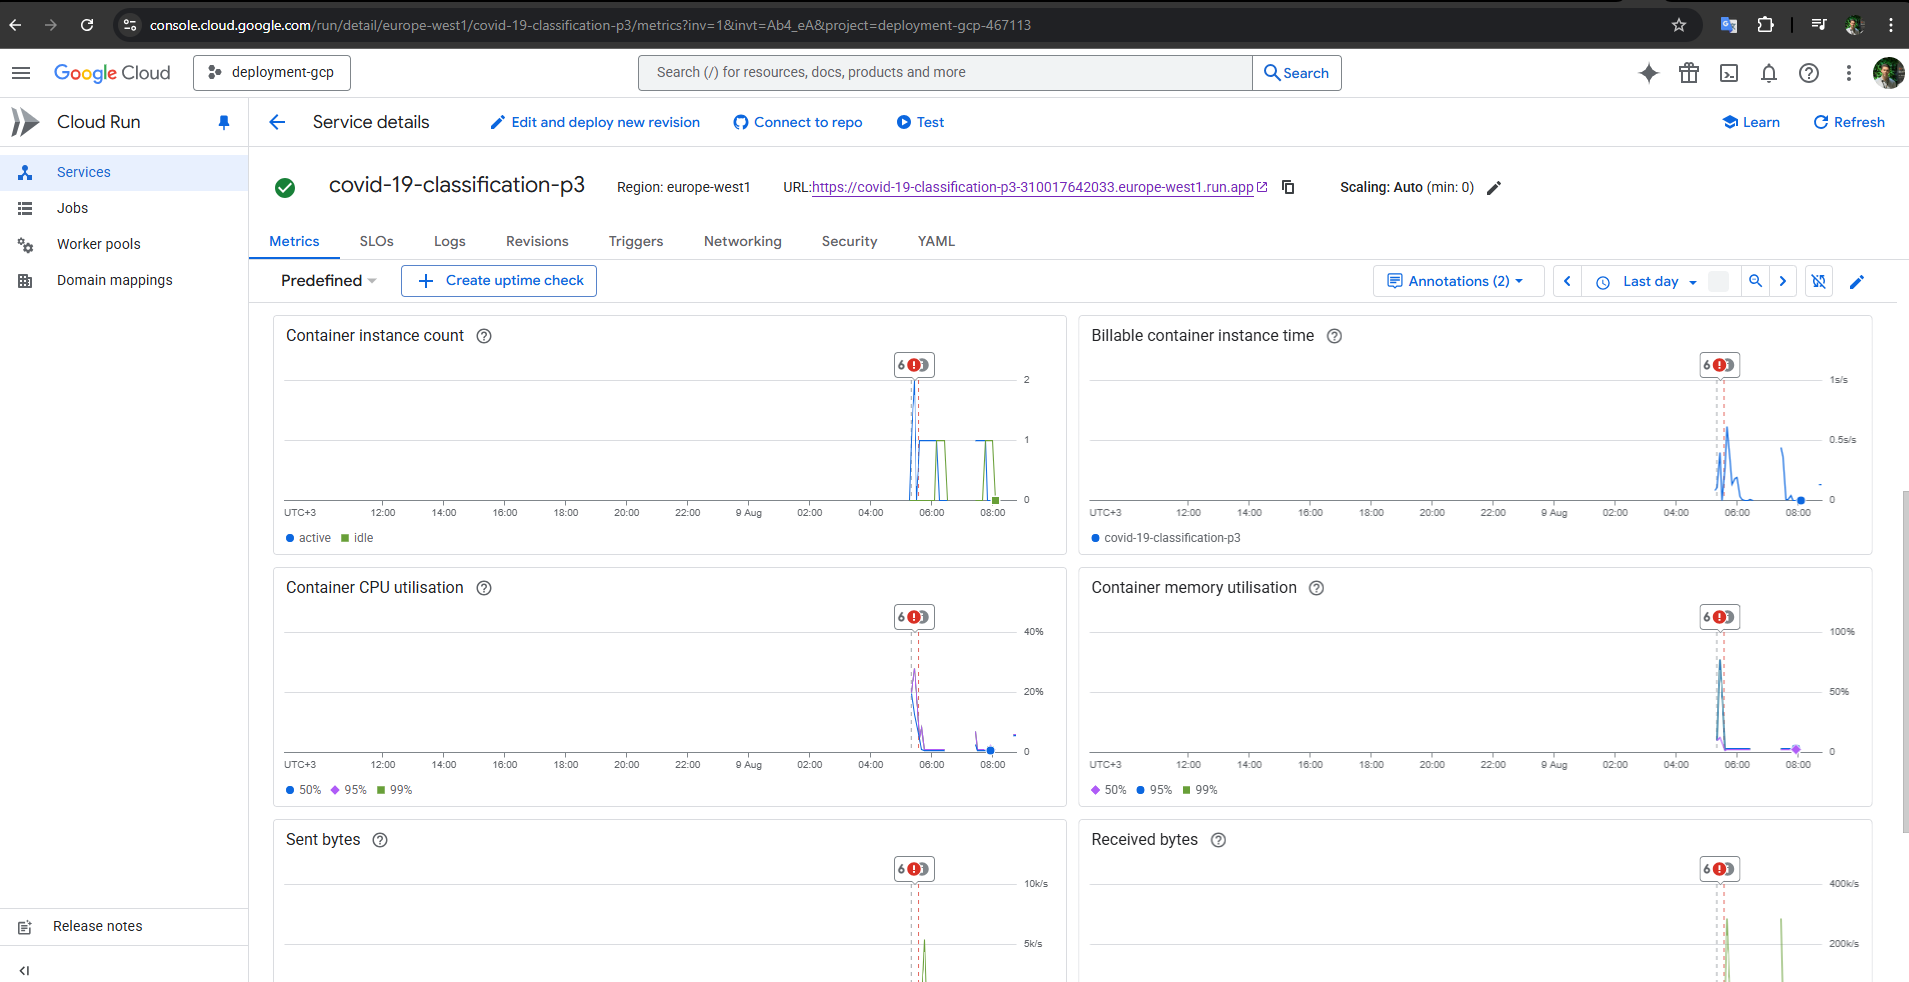 console.cloud.google.com/run/detail/europe-west1/covid-19-classification-p3/metrics?inv=1&invt=Ab4_eA&project=deployment-gcp-467113
Google Cloud
deployment-gcp
Search (/) for resources, docs, products and more
Search
Cloud Run
Service details
Edit and deploy new revision
Connect to repo
Test
Learn
Refresh
Services
Jobs
Worker pools
Domain mappings
covid-19-classification-p3
Region: europe-west1
URL:https://covid-19-classification-p3-310017642033.europe-west1.run.app
Scaling: Auto (min: 0)
Metrics
SLOs
Logs
Revisions
Triggers
Networking
Security
YAML
Predefined
Create uptime check
Annotations (2)
Last day
Container instance count
6
2
1
0
UTC+3 12:00 14:00 16:00 18:00 20:00 22:00 9 Aug 02:00 04:00 06:00 08:00
active idle
Billable container instance time
6
1s/s
0.5s/s
0
UTC+3 12:00 14:00 16:00 18:00 20:00 22:00 9 Aug 02:00 04:00 06:00 08:00
covid-19-classification-p3
Container CPU utilisation
6
40%
20%
0
UTC+3 12:00 14:00 16:00 18:00 20:00 22:00 9 Aug 02:00 04:00 06:00 08:00
50% 95% 99%
Container memory utilisation
6
100%
50%
0
UTC+3 12:00 14:00 16:00 18:00 20:00 22:00 9 Aug 02:00 04:00 06:00 08:00
50% 95% 99%
Sent bytes
6
10k/s
5k/s
Received bytes
6
400k/s
200k/s
Release notes